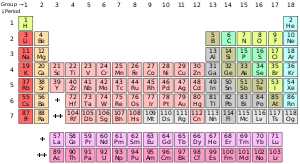 Group →1 2 3 4 5 6 7 8 9 10 11 12 13 14 15 16 17 18
↓Period
1 1 2
H He
2 3 4 5 6 7 8 9 10
Li Be B C N O F Ne
3 11 12 13 14 15 16 17 18
Na Mg Al Si P S Cl Ar
4 19 20 21 22 23 24 25 26 27 28 29 30 31 32 33 34 35 36
K Ca Sc Ti V Cr Mn Fe Co Ni Cu Zn Ga Ge As Se Br Kr
5 37 38 39 40 41 42 43 44 45 46 47 48 49 50 51 52 53 54
Rb Sr Y Zr Nb Mo Tc Ru Rh Pd Ag Cd In Sn Sb Te I Xe
6 55 56 * 72 73 74 75 76 77 78 79 80 81 82 83 84 85 86
Cs Ba Hf Ta W Re Os Ir Pt Au Hg Tl Pb Bi Po At Rn
7 87 88 ** 104 105 106 107 108 109 110 111 112 113 114 115 116 117 118
Fr Ra Rf Db Sg Bh Hs Mt Ds Rg Cn Nh Fl Mc Lv Ts Og
* 57 58 59 60 61 62 63 64 65 66 67 68 69 70 71
La Ce Pr Nd Pm Sm Eu Gd Tb Dy Ho Er Tm Yb Lu
** 89 90 91 92 93 94 95 96 97 98 99 100 101 102 103
Ac Th Pa U Np Pu Am Cm Bk Cf Es Fm Md No Lr